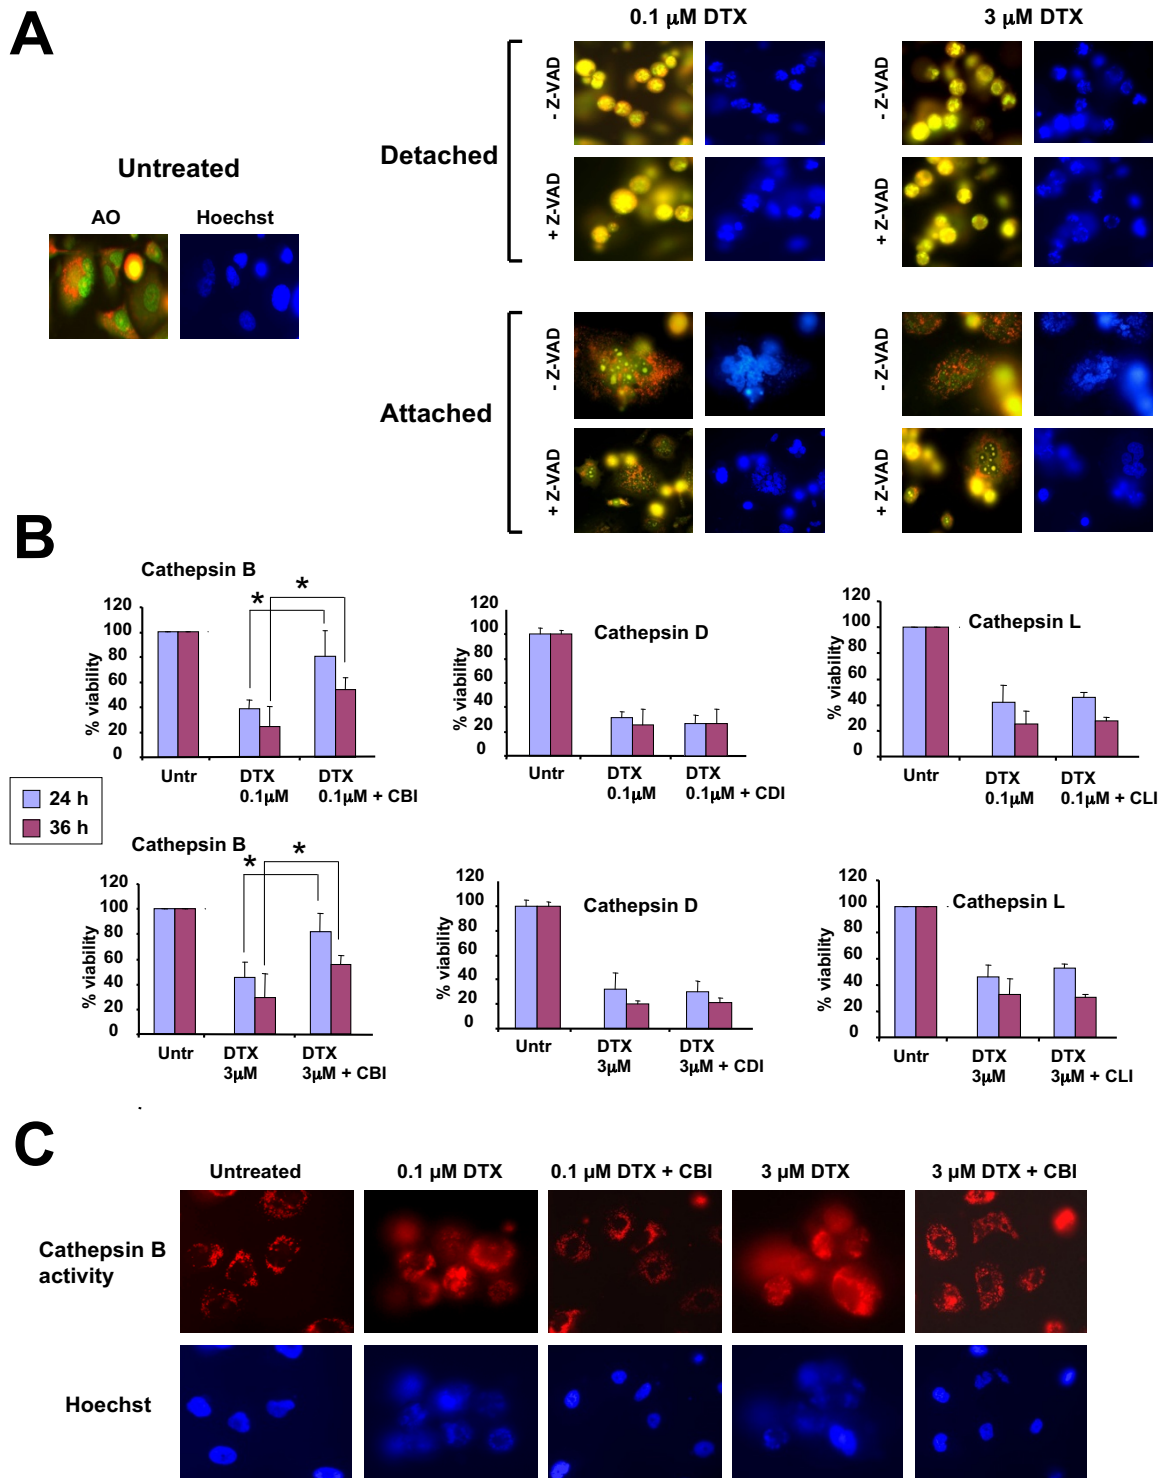 A
0.1 μM DTX
3 μM DTX
Untreated
AO
Hoechst
Detached
- Z-VAD
- Z-VAD
+ Z-VAD
+ Z-VAD
Attached
- Z-VAD
- Z-VAD
+ Z-VAD
+ Z-VAD
B
Cathepsin B
* *
% viability
120
100
80
60
40
20
0
Untr
DTX
0.1μM
DTX
0.1μM + CBI
Cathepsin D
% viability
120
100
80
60
40
20
0
Untr
DTX
0.1μM
DTX
0.1μM + CDI
Cathepsin L
% viability
120
100
80
60
40
20
0
Untr
DTX
0.1μM
DTX
0.1μM + CLI
24 h
36 h
Cathepsin B
* *
% viability
120
100
80
60
40
20
0
Untr
DTX
3μM
DTX
3μM + CBI
Cathepsin D
% viability
120
100
80
60
40
20
0
Untr
DTX
3μM
DTX
3μM + CDI
Cathepsin L
% viability
120
100
80
60
40
20
0
Untr
DTX
3μM
DTX
3μM + CLI
C
Untreated
0.1 μM DTX
0.1 μM DTX + CBI
3 μM DTX
3 μM DTX + CBI
Cathepsin B
activity
Hoechst